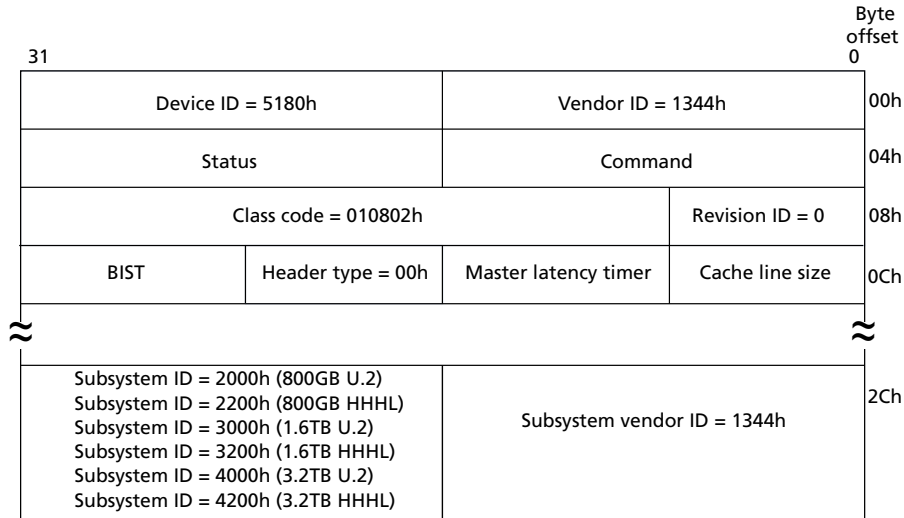 Byte
offset
31 0
Device ID = 5180h Vendor ID = 1344h 00h
Status Command 04h
Class code = 010802h Revision ID = 0 08h
BIST Header type = 00h Master latency timer Cache line size 0Ch
≈ ≈
Subsystem ID = 2000h (800GB U.2)
Subsystem ID = 2200h (800GB HHHL)
Subsystem ID = 3000h (1.6TB U.2)
Subsystem ID = 3200h (1.6TB HHHL)
Subsystem ID = 4000h (3.2TB U.2)
Subsystem ID = 4200h (3.2TB HHHL)
Subsystem vendor ID = 1344h
2Ch